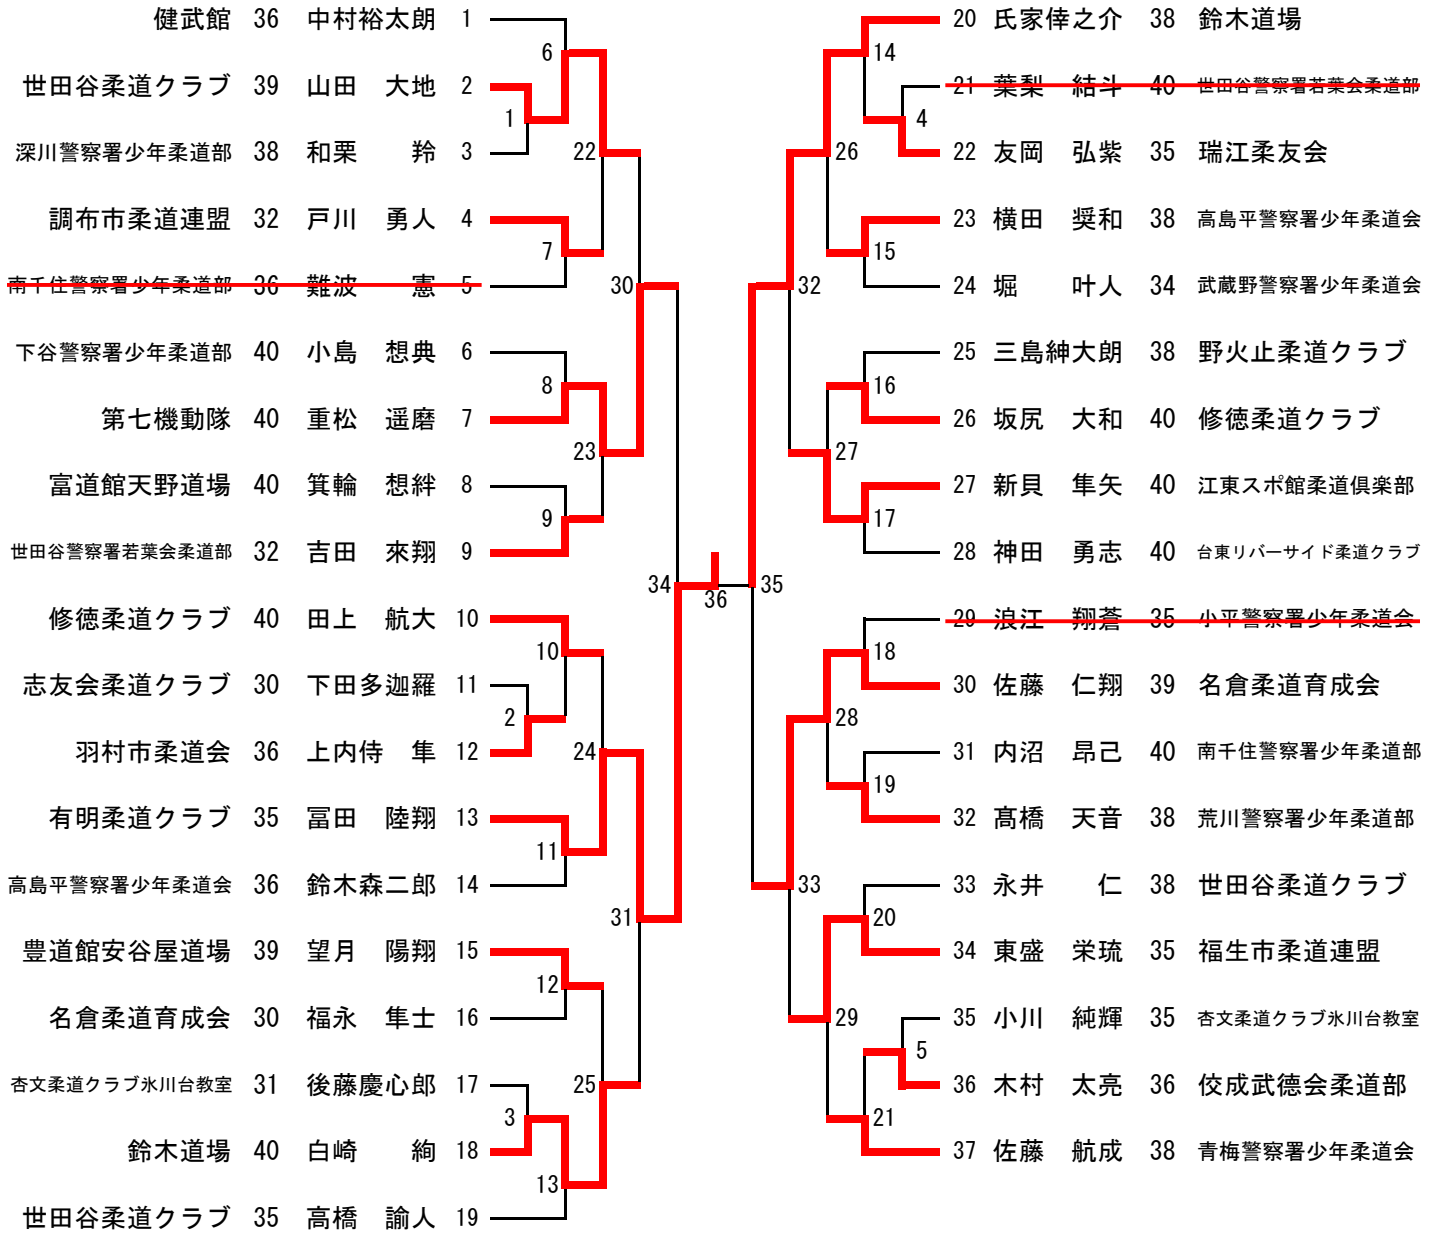 健武館 36 中村裕太朗 1
世田谷柔道クラブ 39 山田 大地 2
深川警察署少年柔道部 38 和栗 羚 3
調布市柔道連盟 32 戸川 勇人 4
南千住警察署少年柔道部 36 難波 憲 5
下谷警察署少年柔道部 40 小島 想典 6
第七機動隊 40 重松 遥磨 7
富道館天野道場 40 箕輪 想絆 8
世田谷警察署若葉会柔道部 32 吉田 來翔 9
修徳柔道クラブ 40 田上 航大 10
志友会柔道クラブ 30 下田多迦羅 11
羽村市柔道会 36 上内侍 隼 12
有明柔道クラブ 35 冨田 陸翔 13
高島平警察署少年柔道会 36 鈴木森二郎 14
豊道館安谷屋道場 39 望月 陽翔 15
名倉柔道育成会 30 福永 隼士 16
杏文柔道クラブ氷川台教室 31 後藤慶心郎 17
鈴木道場 40 白崎 絢 18
世田谷柔道クラブ 35 高橋 諭人 19
6
1
22
7
30
8
23
9
34
10
2
24
11
31
12
25
3
13
36
14
4
26
15
32
16
27
17
35
18
28
19
33
20
29
5
21
20 氏家倖之介 38 鈴木道場
21 葉梨 結斗 40 世田谷警察署若葉会柔道部
22 友岡 弘紫 35 瑞江柔友会
23 横田 奨和 38 高島平警察署少年柔道会
24 堀 叶人 34 武蔵野警察署少年柔道会
25 三島紳大朗 38 野火止柔道クラブ
26 坂尻 大和 40 修徳柔道クラブ
27 新貝 隼矢 40 江東スポ館柔道倶楽部
28 神田 勇志 40 台東リバーサイド柔道クラブ
29 浪江 翔蒼 35 小平警察署少年柔道会
30 佐藤 仁翔 39 名倉柔道育成会
31 内沼 昂己 40 南千住警察署少年柔道部
32 髙橋 天音 38 荒川警察署少年柔道部
33 永井 仁 38 世田谷柔道クラブ
34 東盛 栄琉 35 福生市柔道連盟
35 小川 純輝 35 杏文柔道クラブ氷川台教室
36 木村 太亮 36 佼成武徳会柔道部
37 佐藤 航成 38 青梅警察署少年柔道会